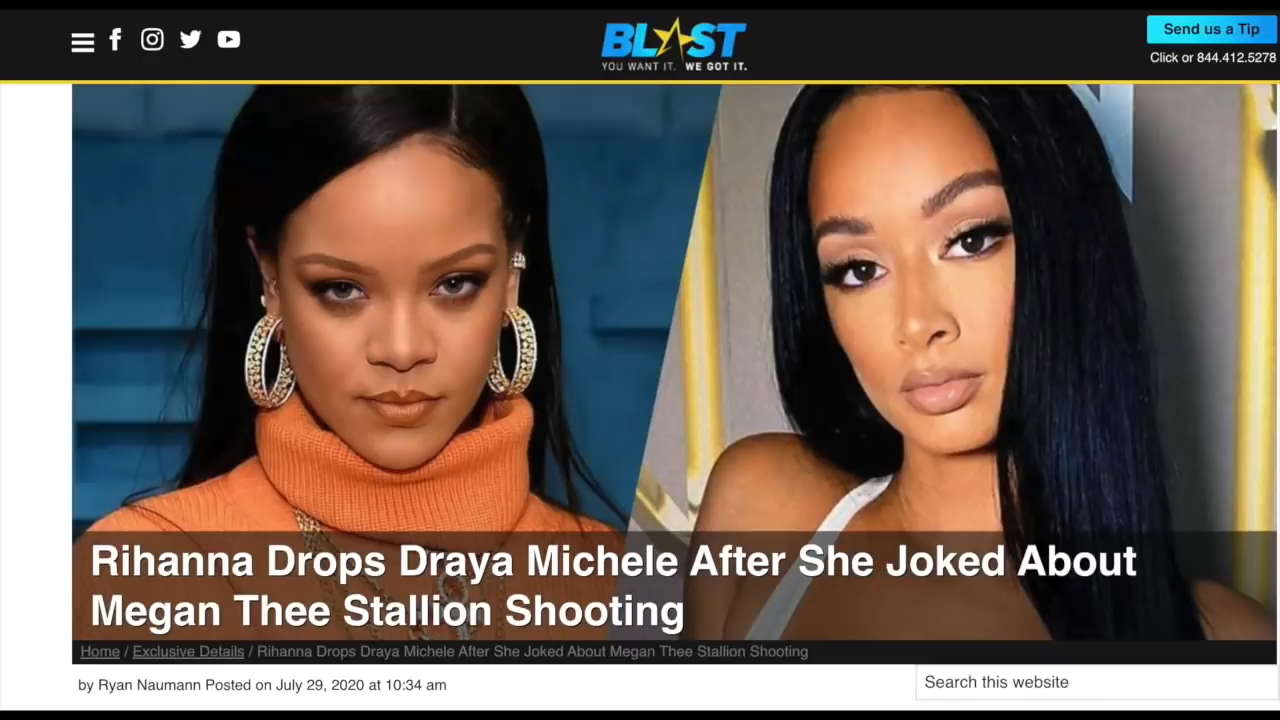 BLAST
YOU WANT IT. WE GOT IT.
Send us a Tip
Click or 844.412.5278
Rihanna Drops Draya Michele After She Joked About
Megan Thee Stallion Shooting
Home / Exclusive Details / Rihanna Drops Draya Michele After She Joked About Megan Thee Stallion Shooting
by Ryan Naumann Posted on July 29, 2020 at 10:34 am
Search this website